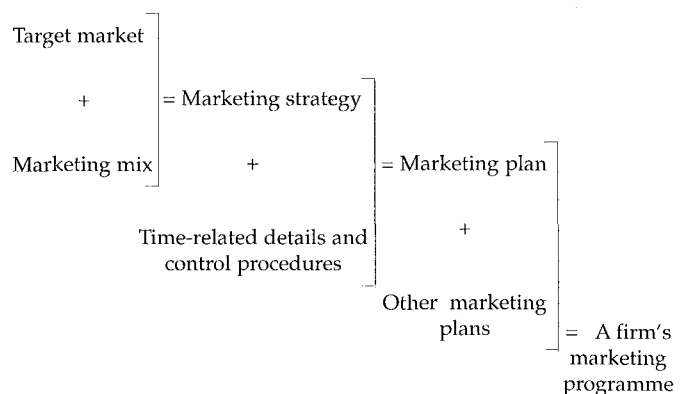 Target market
+
= Marketing strategy
Marketing mix
+
= Marketing plan
Time-related details and
control procedures
+
Other marketing
plans
= A firm's
marketing
programme